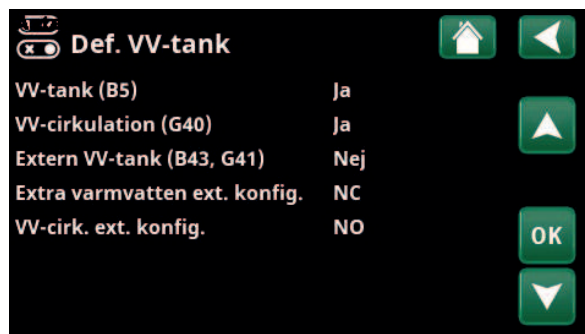 Def. VV-tank
VV-tank (B5) Ja
VV-cirkulation (G40) Ja
Extern VV-tank (B43, G41) Nej
Extra varmvatten ext. konfig. NC
VV-cirk. ext. konfig. NO
OK